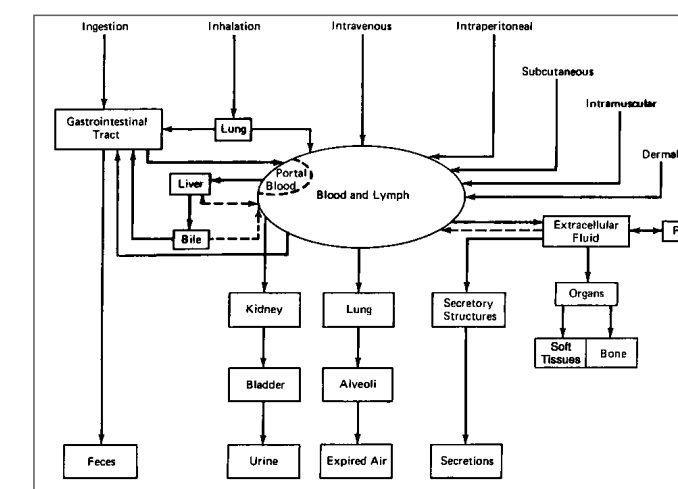 Ingestion
Inhalation
Intravenous
Intraperitoneal
Subcutaneous
Intramuscular
Dermal
Gastrointestinal
Tract
Lung
Portal
Blood
Liver
Blood and Lymph
Bile
Extracellular
Fluid
F
Kidney
Lung
Secretory
Structures
Organs
Soft
Tissues
Bone
Bladder
Alveoli
Feces
Urine
Expired Air
Secretions